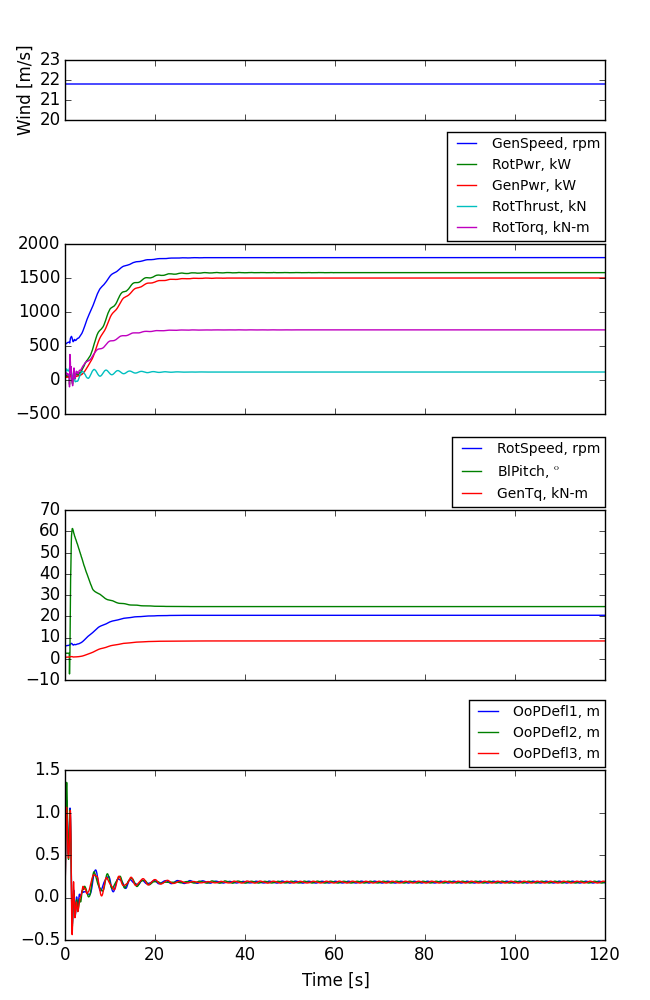 Wind [m/s]
23
22
21
20
GenSpeed, rpm
RotPwr, kW
GenPwr, kW
RotThrust, kN
RotTorq, kN-m
2000
1500
1000
500
0
−500
RotSpeed, rpm
BlPitch, °
GenTq, kN-m
70
60
50
40
30
20
10
0
−10
OoPDefl1, m
OoPDefl2, m
OoPDefl3, m
1.5
1.0
0.5
0.0
−0.5
0 20 40 60 80 100 120
Time [s]